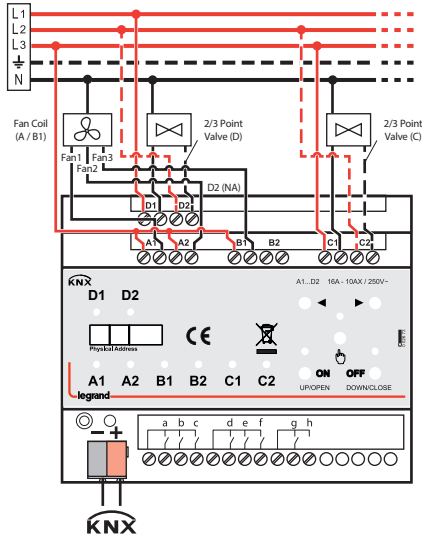 L1
L2
L3
N
Fan Coil
(A / B1)
2/3 Point
Valve (D)
2/3 Point
Valve (C)
Fan1 Fan3
Fan2
D2 (NA)
D1 D2
A1 A2 B1 B2 C1 C2
KNX
A1...D2 16A - 10AX / 250V~
D1 D2
Physical Address
CE
ON OFF
A1 A2 B1 B2 C1 C2
UP/OPEN DOWN/CLOSE
legrand
a b c d e f g h
− +
KNX